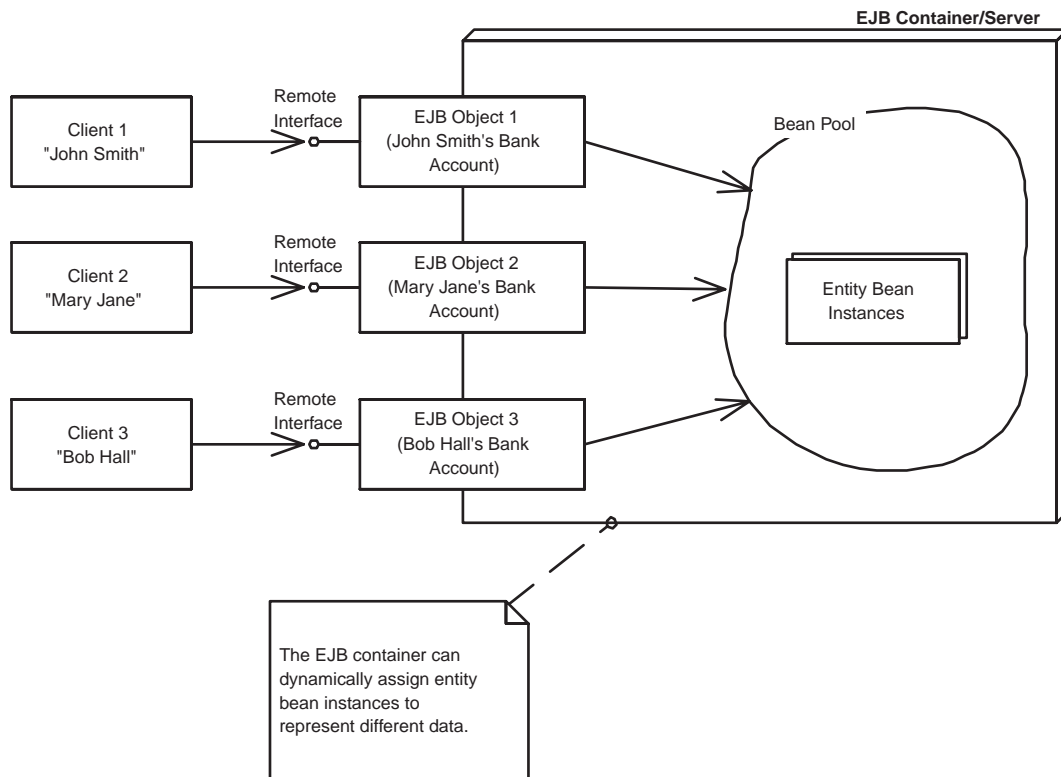 EJB Container/Server
Client 1
"John Smith"
Remote
Interface
EJB Object 1
(John Smith's Bank
Account)
Bean Pool
Client 2
"Mary Jane"
Remote
Interface
EJB Object 2
(Mary Jane's Bank
Account)
Entity Bean
Instances
Client 3
"Bob Hall"
Remote
Interface
EJB Object 3
(Bob Hall's Bank
Account)
The EJB container can
dynamically assign entity
bean instances to
represent different data.